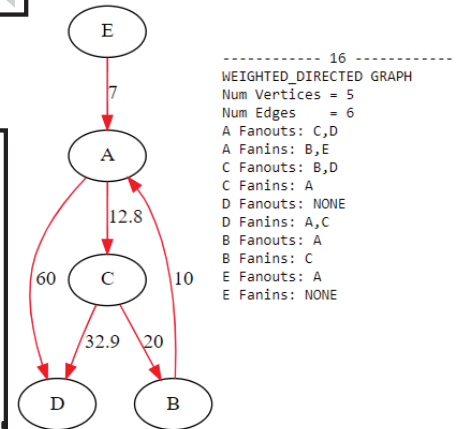 E
7
A
12.8
60
C
10
32.9
20
D
B
------------ 16 ------------
WEIGHTED_DIRECTED GRAPH
Num Vertices = 5
Num Edges    = 6
A Fanouts: C,D
A Fanins: B,E
C Fanouts: B,D
C Fanins: A
D Fanouts: NONE
D Fanins: A,C
B Fanouts: A
B Fanins: C
E Fanouts: A
E Fanins: NONE